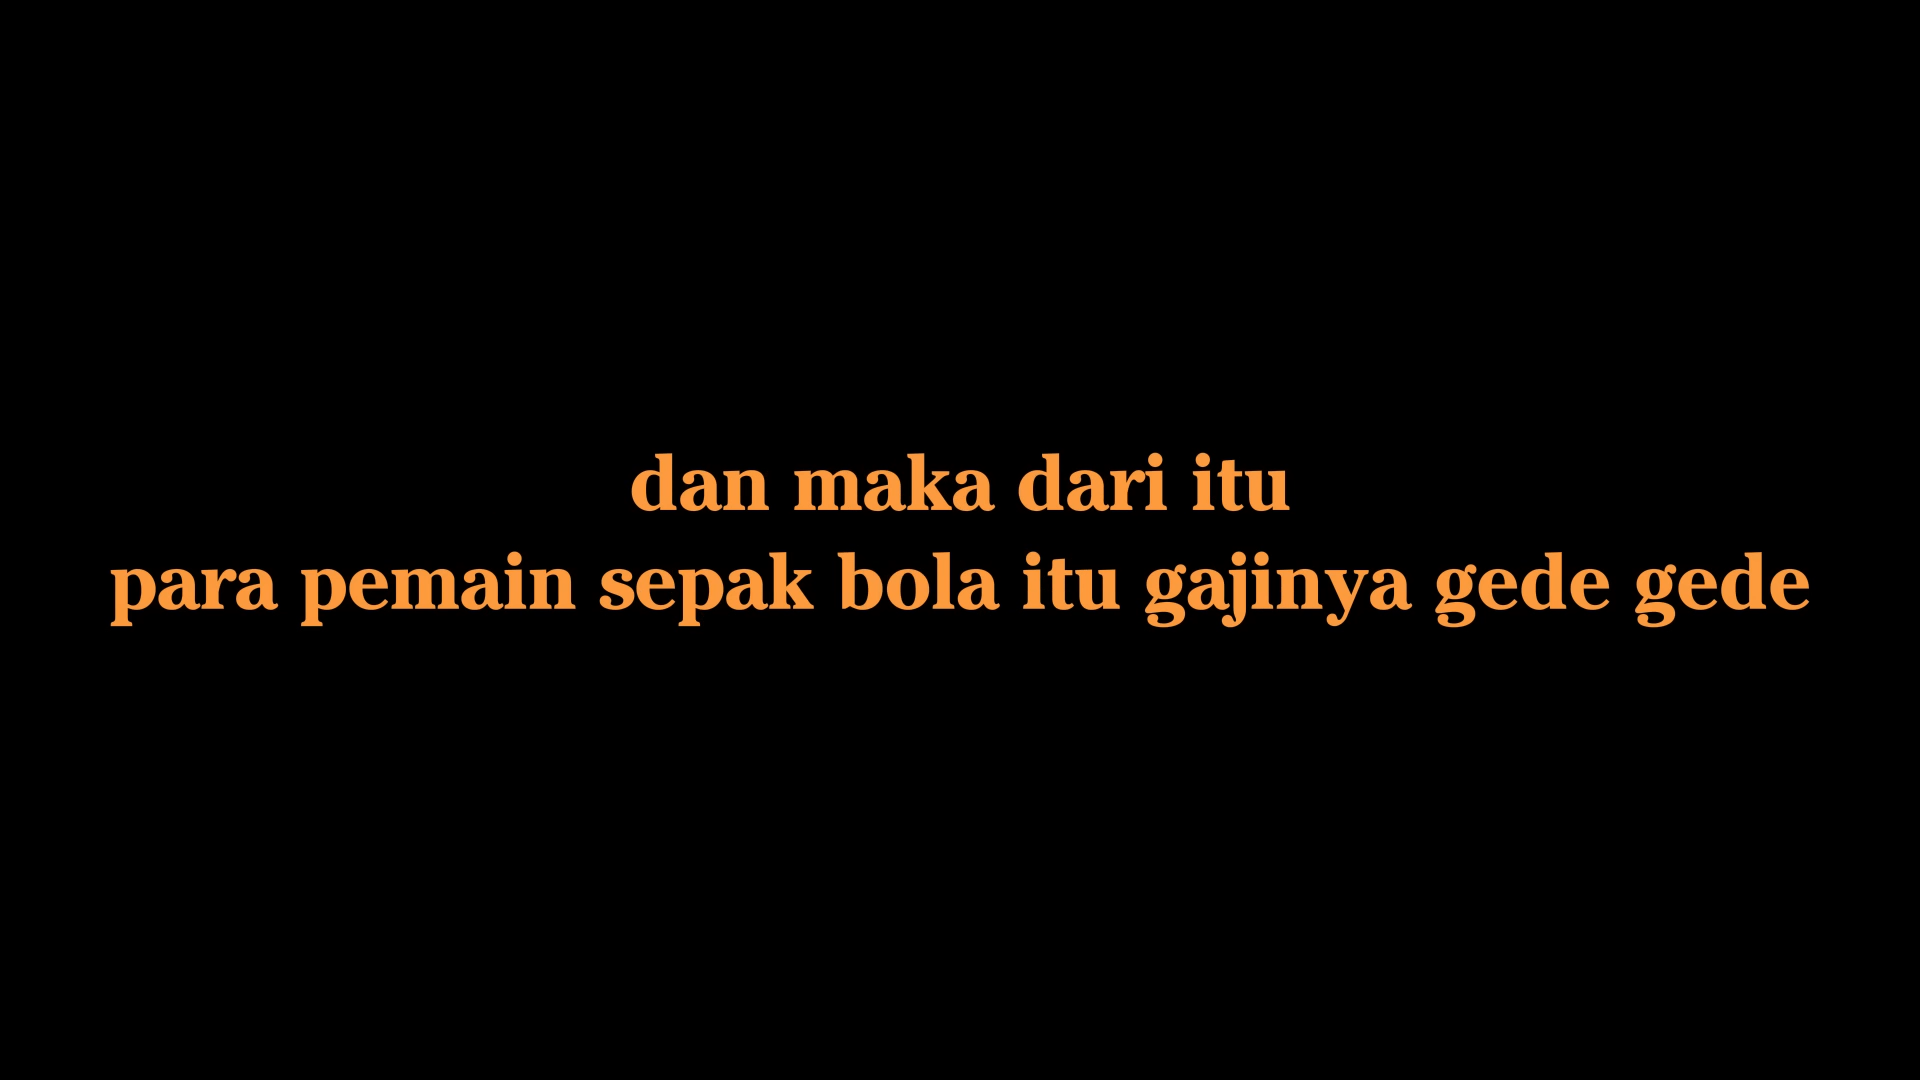 dan maka dari itu
para pemain sepak bola itu gajinya gede gede